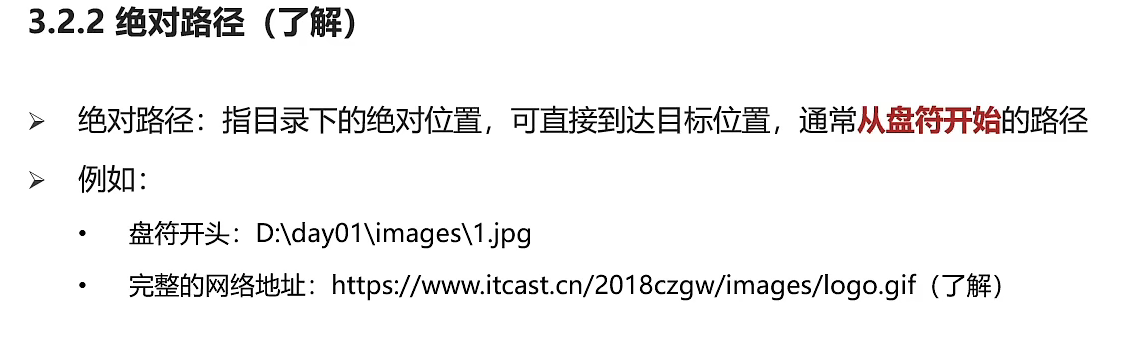 3.2.2 绝对路径（了解）
➢ 绝对路径：指目录下的绝对位置，可直接到达目标位置，通常从盘符开始的路径
➢ 例如：
• 盘符开头：D:\day01\images\1.jpg
• 完整的网络地址：https://www.itcast.cn/2018czgw/images/logo.gif（了解）